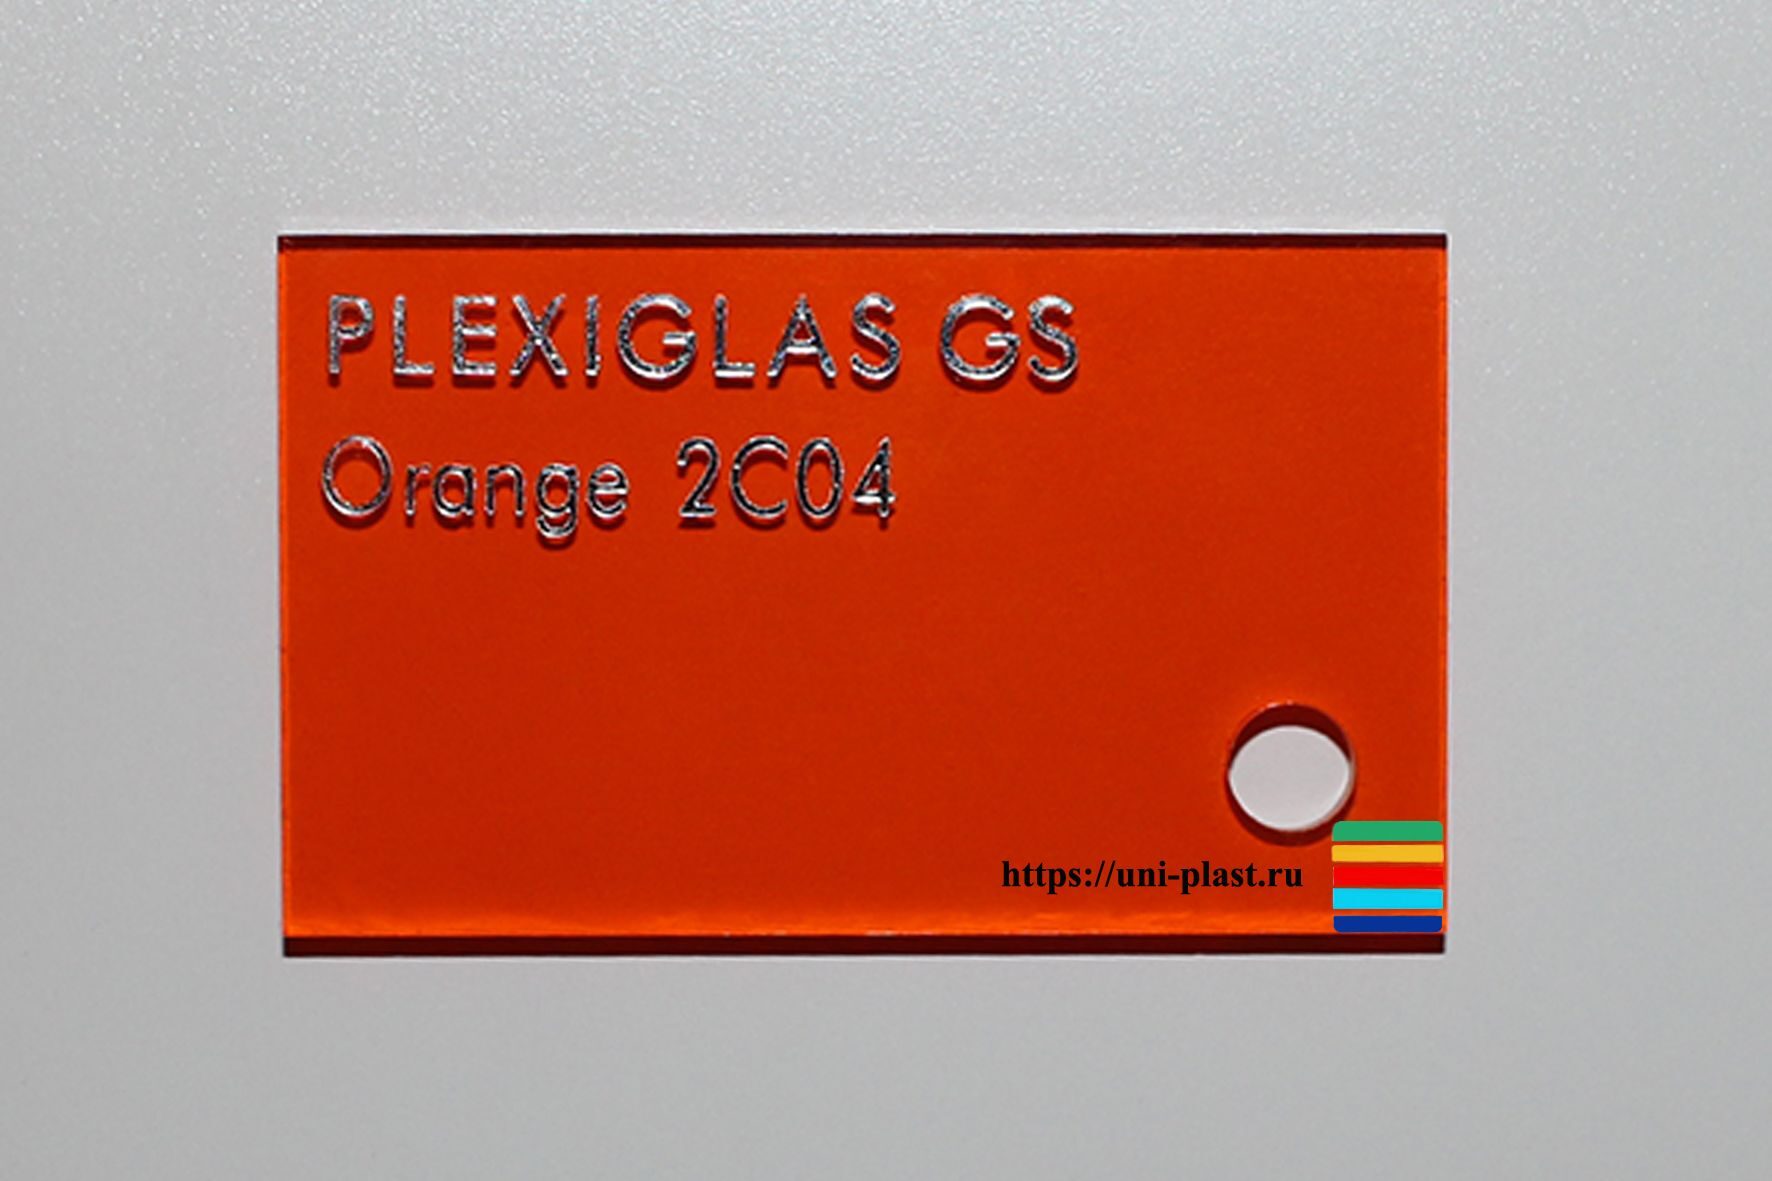 PLEXIGLAS GS
Orange 2C04
https://uni-plast.ru